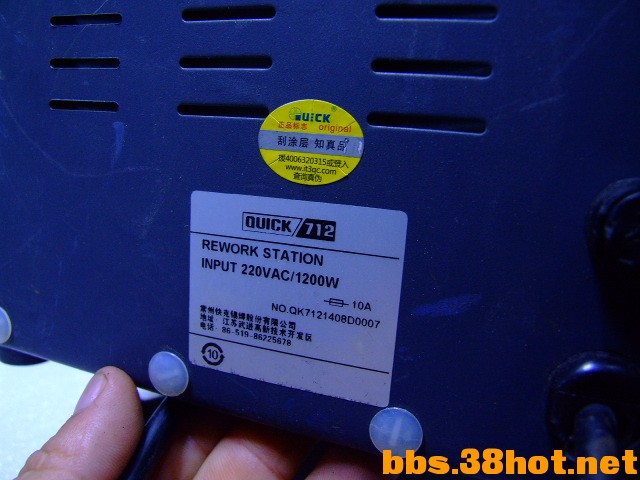 QUICK
正品标志 original
刮涂层 知真品
拨4006320315或登入
www.it3qc.com
查询真伪
QUICK/712
REWORK STATION
INPUT 220VAC/1200W
10A
NO.QK7121408D0007
常州快克锡焊股份有限公司
地址: 江苏武进高新技术开发区
电话: 86-519-86225678
10
bbs.38hot.net